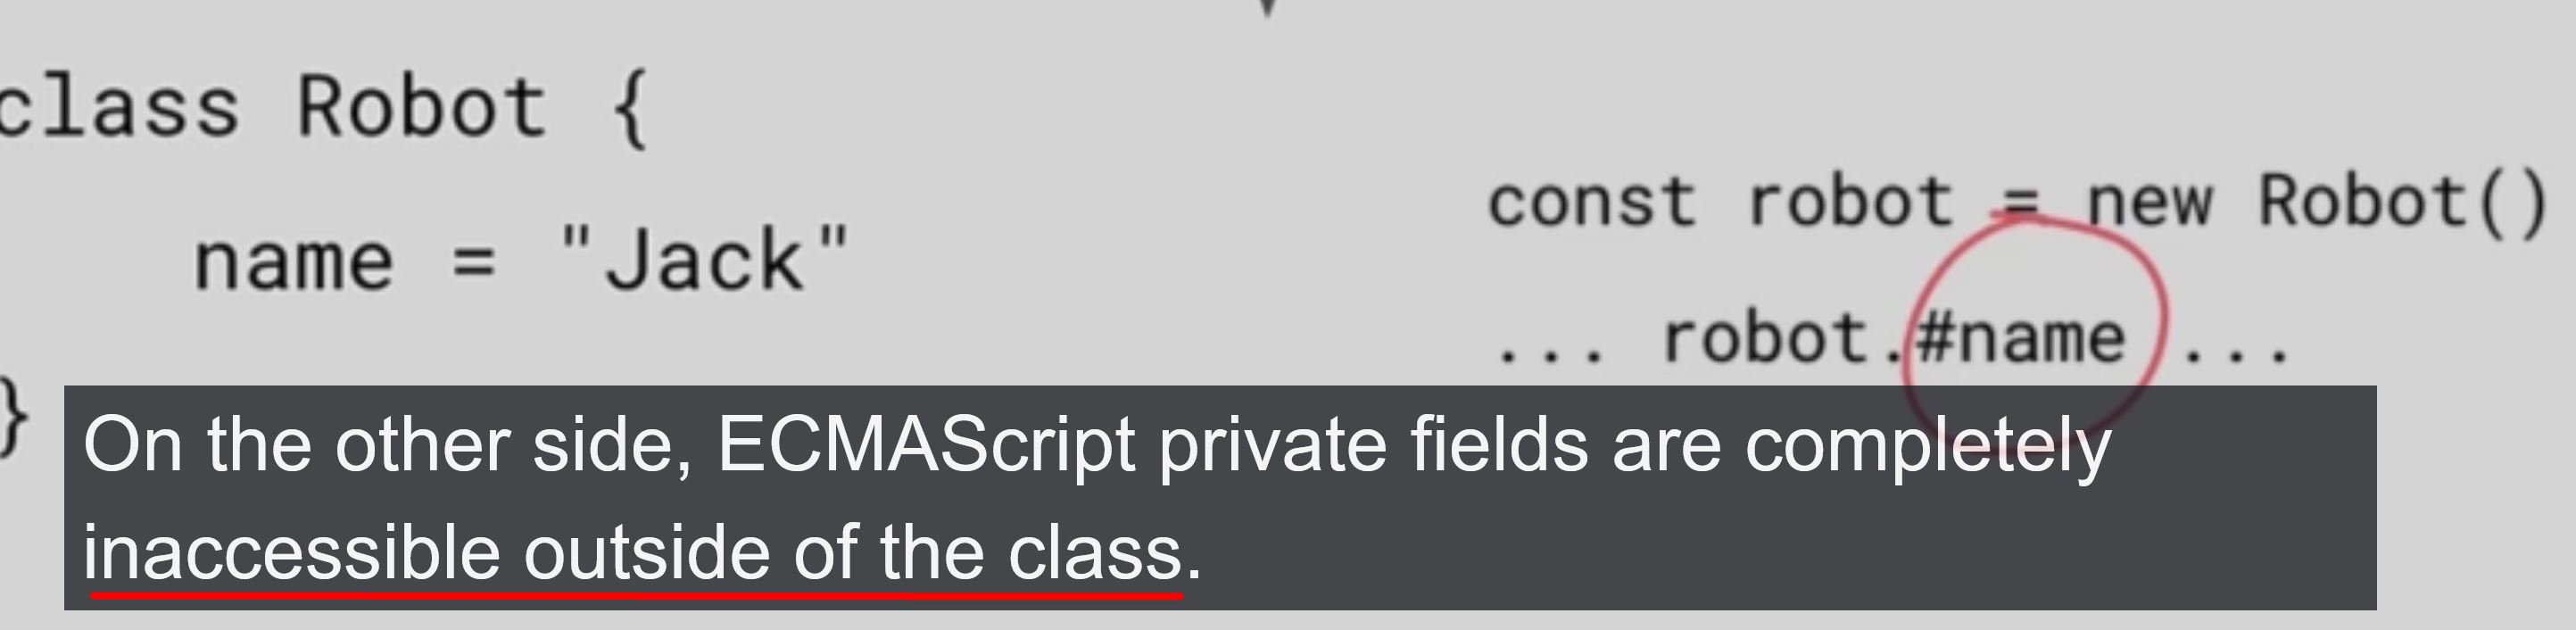 class Robot {
name = "Jack"
}
const robot = new Robot()
... robot.#name ...
On the other side, ECMAScript private fields are completely
inaccessible outside of the class.